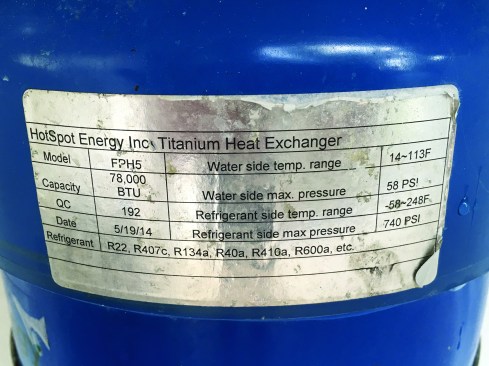 HotSpot Energy Inc. Titanium Heat Exchanger
Model FPH5 Water side temp. range 14~113F
Capacity 78,000 BTU Water side max. pressure 58 PSI
QC 192 Refrigerant side temp. range -58~248F
Date 5/19/14 Refrigerant side max pressure 740 PSI
Refrigerant R22, R407c, R134a, R40a, R410a, R600a, etc.